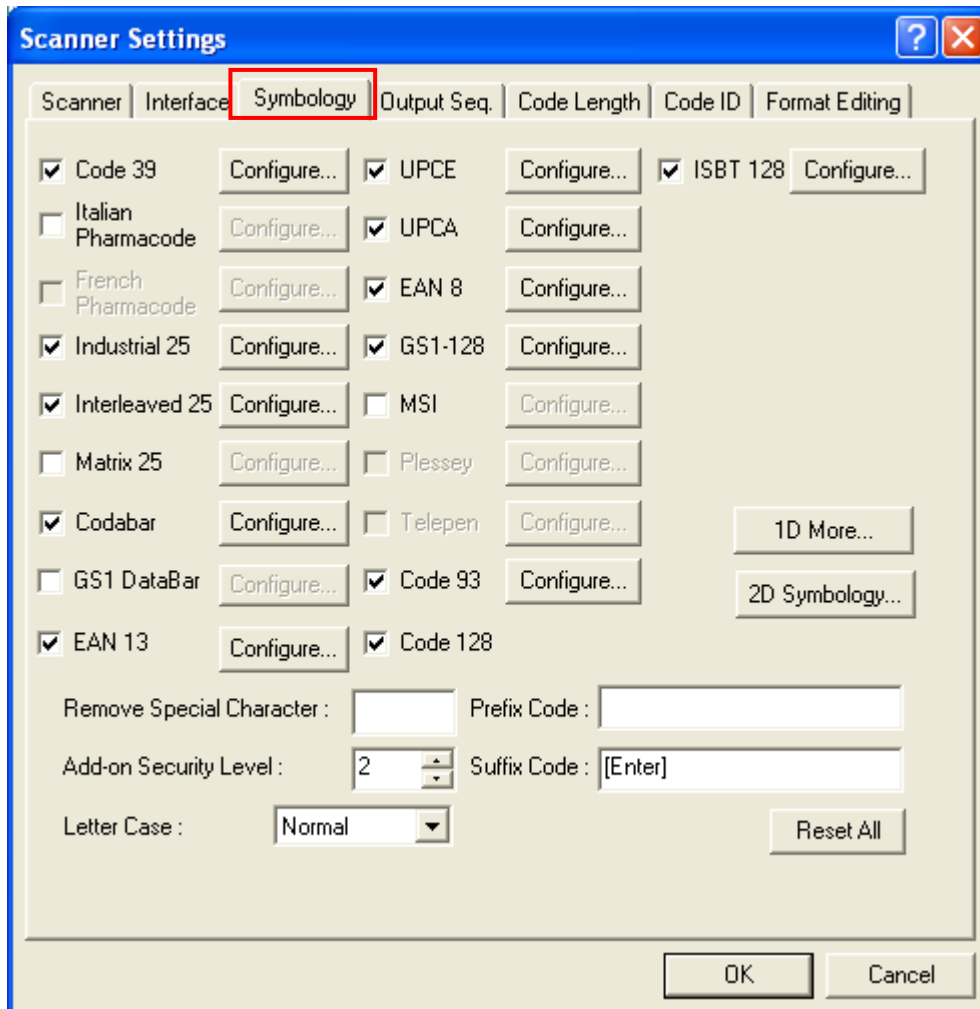 Scanner Settings
Scanner Interface Symbology Output Seq. Code Length Code ID Format Editing
Code 39 Configure... UPCE Configure... ISBT 128 Configure...
Italian
Pharmacode Configure... UPCA Configure...
French
Pharmacode Configure... EAN 8 Configure...
Industrial 25 Configure... GS1-128 Configure...
Interleaved 25 Configure... MSI Configure...
Matrix 25 Configure... Plessey Configure...
Codabar Configure... Telepen Configure... 1D More...
GS1 DataBar Configure... Code 93 Configure... 2D Symbology...
EAN 13 Configure... Code 128
Remove Special Character : Prefix Code :
Add-on Security Level : 2 Suffix Code : [Enter]
Letter Case : Normal Reset All
OK Cancel